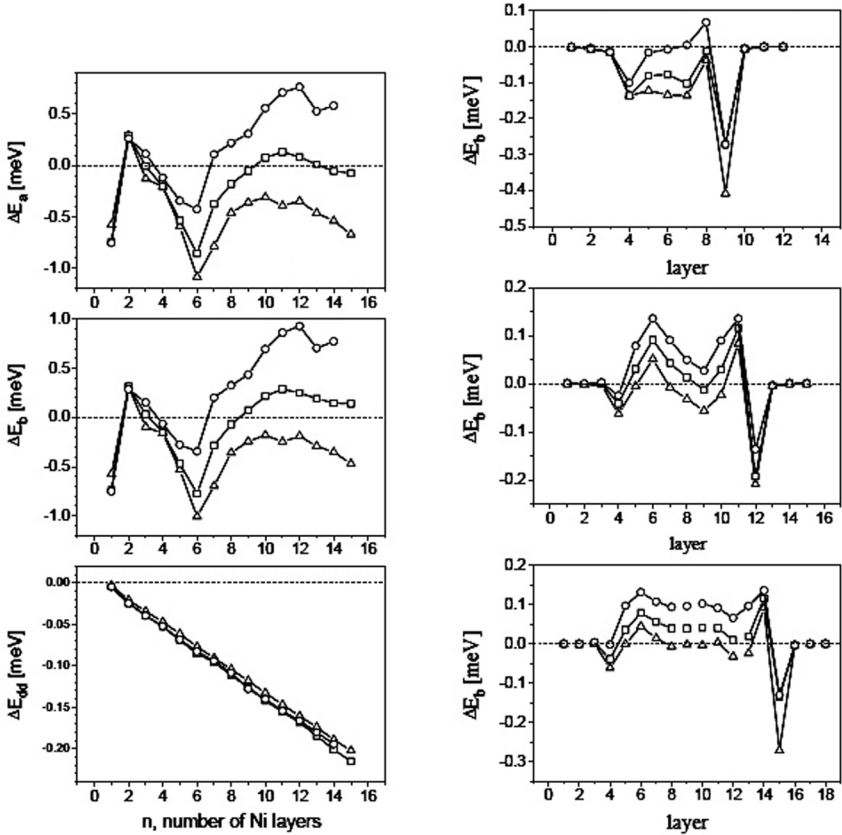 ΔE_a [meV]
0.5
0.0
-0.5
-1.0
0 2 4 6 8 10 12 14 16
ΔE_b [meV]
1.0
0.5
0.0
-0.5
-1.0
0 2 4 6 8 10 12 14 16
ΔE_dd [meV]
0.00
-0.05
-0.10
-0.15
-0.20
0 2 4 6 8 10 12 14 16
n, number of Ni layers
ΔE_b [meV]
0.1
0.0
-0.1
-0.2
-0.3
-0.4
-0.5
0 2 4 6 8 10 12 14
layer
ΔE_b [meV]
0.2
0.1
0.0
-0.1
-0.2
0 2 4 6 8 10 12 14 16
layer
ΔE_b [meV]
0.2
0.1
0.0
-0.1
-0.2
-0.3
0 2 4 6 8 10 12 14 16 18
layer